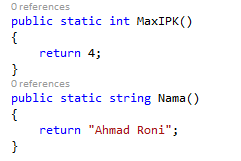 0 references
public static int MaxIPK()
{
return 4;
}
0 references
public static string Nama()
{
return "Ahmad Roni";
}